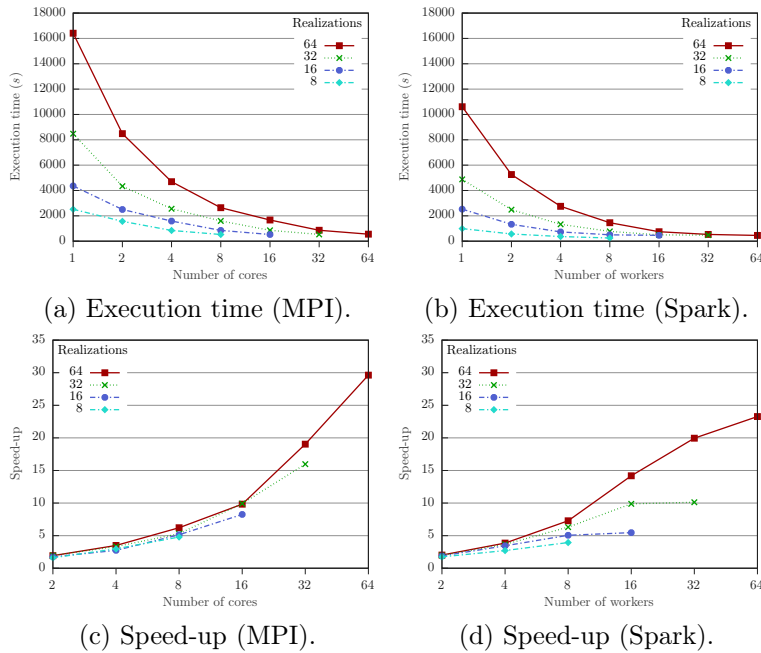 18000
16000
14000
12000
10000
8000
6000
4000
2000
0
Execution time (s)
Realizations
64
32
16
8
1 2 4 8 16 32 64
Number of cores
(a) Execution time (MPI).
18000
16000
14000
12000
10000
8000
6000
4000
2000
0
Execution time (s)
Realizations
64
32
16
8
1 2 4 8 16 32 64
Number of workers
(b) Execution time (Spark).
35
30
25
20
15
10
5
0
Speed-up
Realizations
64
32
16
8
2 4 8 16 32 64
Number of cores
(c) Speed-up (MPI).
35
30
25
20
15
10
5
0
Speed-up
Realizations
64
32
16
8
2 4 8 16 32 64
Number of workers
(d) Speed-up (Spark).